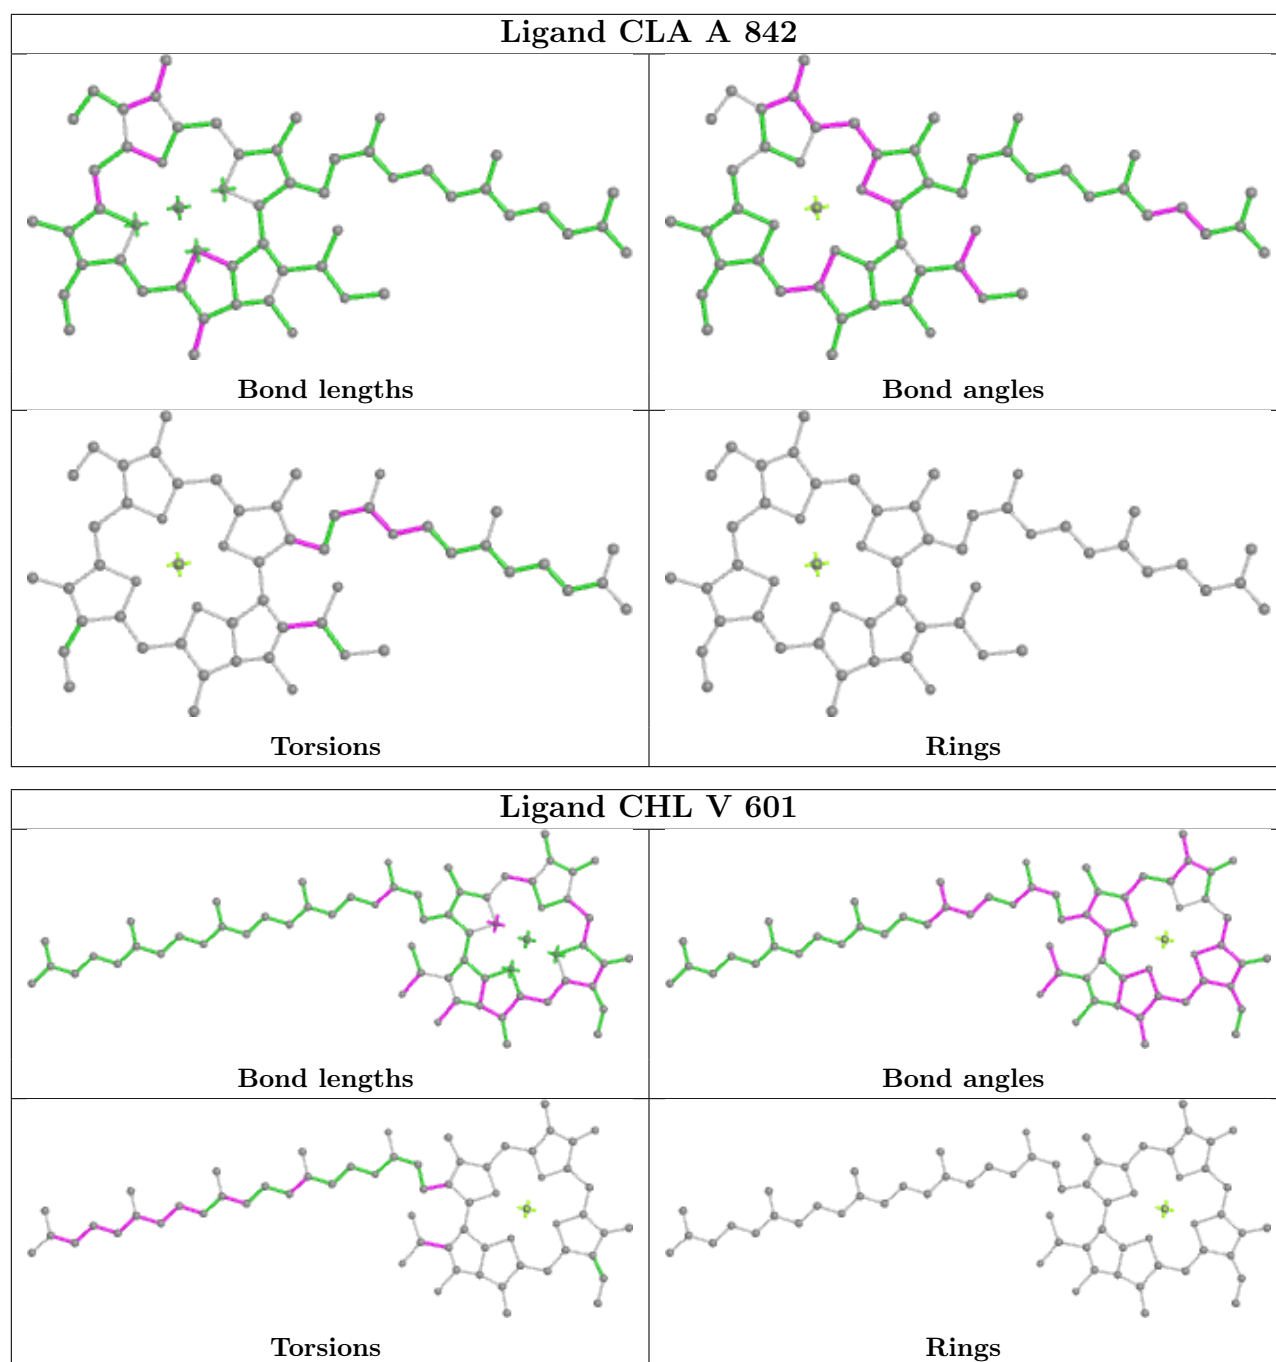 Ligand CLA A 842
Bond lengths
Bond angles
Torsions
Rings
Ligand CHL V 601
Bond lengths
Bond angles
Torsions
Rings